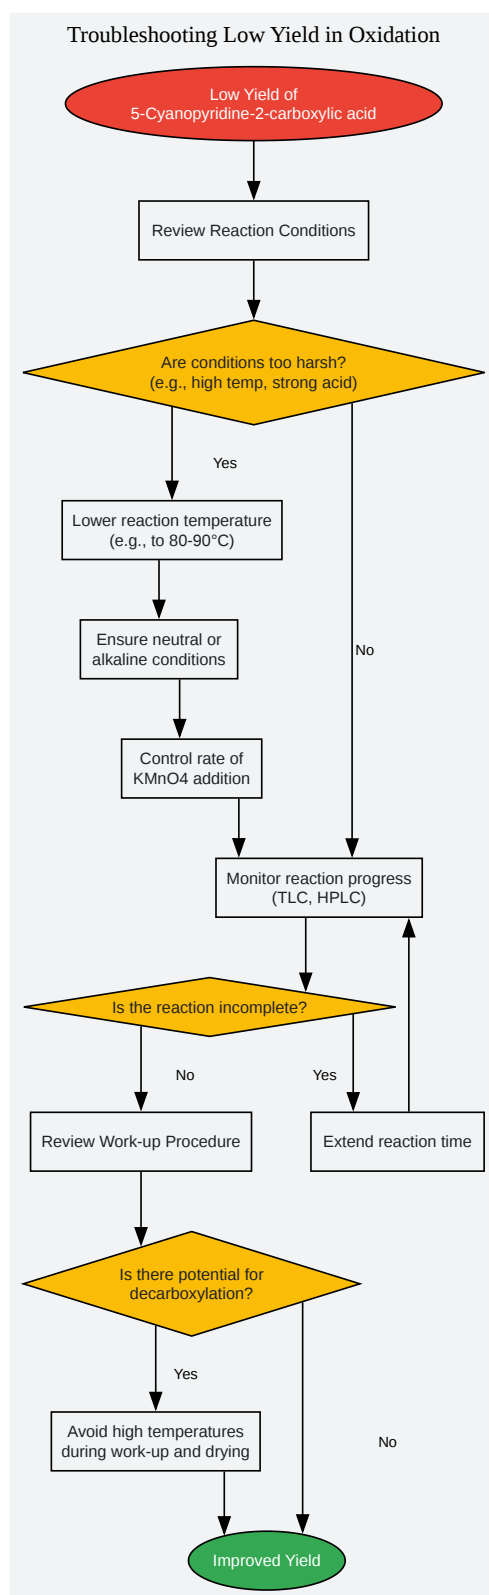 Troubleshooting Low Yield in Oxidation
Low Yield of
5-Cyanopyridine-2-carboxylic acid
Review Reaction Conditions
Are conditions too harsh?
(e.g., high temp, strong acid)
Yes
Lower reaction temperature
(e.g., to 80-90°C)
Ensure neutral or
alkaline conditions
No
Control rate of
KMnO4 addition
Monitor reaction progress
(TLC, HPLC)
Is the reaction incomplete?
No
Yes
Review Work-up Procedure
Extend reaction time
Is there potential for
decarboxylation?
Yes
Avoid high temperatures
during work-up and drying
No
Improved Yield